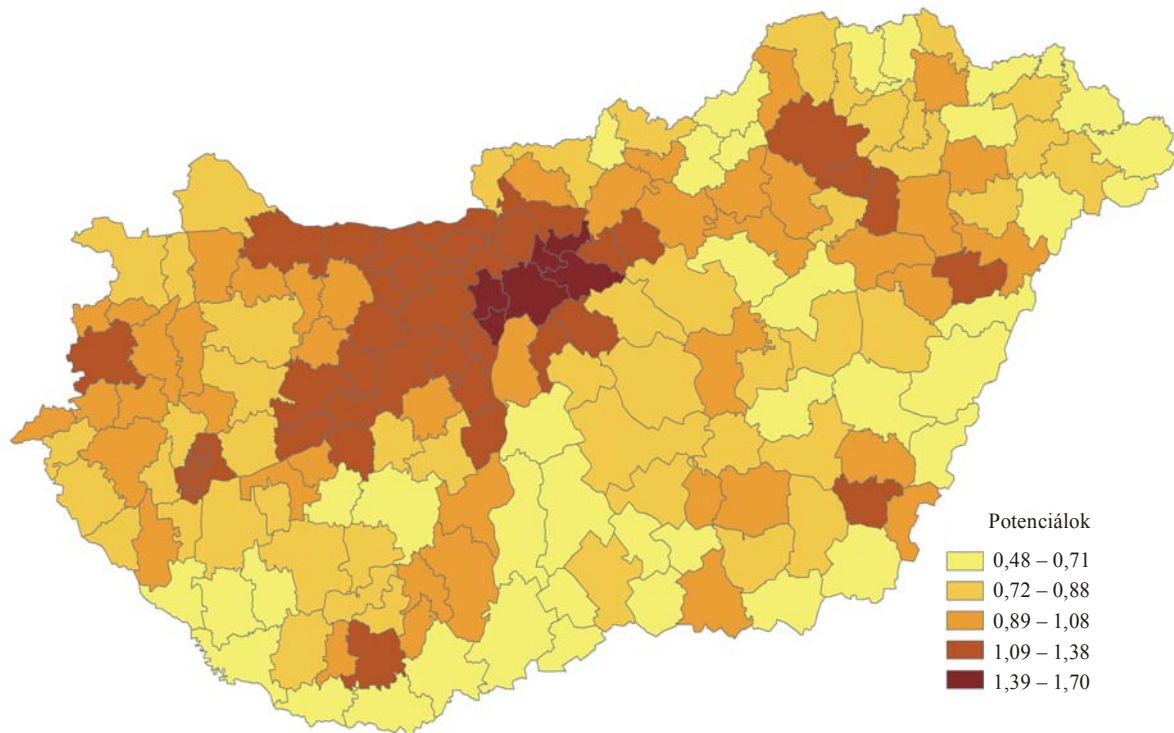 Potenciálok
0,48 – 0,71
0,72 – 0,88
0,89 – 1,08
1,09 – 1,38
1,39 – 1,70